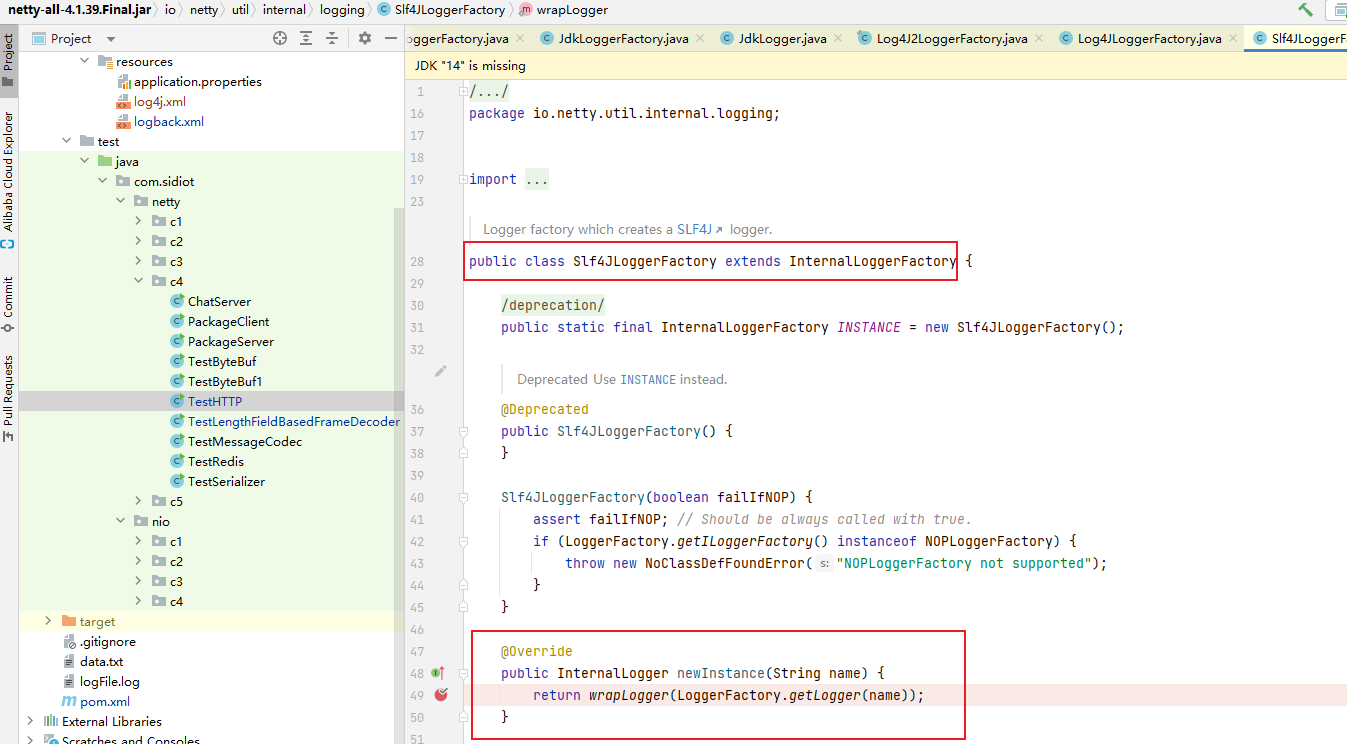 netty-all-4.1.39.Final.jar io netty util internal logging Slf4JLoggerFactory wrapLogger
Project
Alibaba Cloud Explorer
Commit
Pull Requests
Project
resources
application.properties
log4j.xml
logback.xml
test
java
com.sidiot
netty
c1
c2
c3
c4
ChatServer
PackageClient
PackageServer
TestByteBuf
TestByteBuf1
TestHTTP
TestLengthFieldBasedFrameDecoder
TestMessageCodec
TestRedis
TestSerializer
c5
nio
c1
c2
c3
c4
target
.gitignore
data.txt
logFile.log
pom.xml
External Libraries
Scratches and Consoles
oggerFactory.java JdkLoggerFactory.java JdkLogger.java Log4J2LoggerFactory.java Log4JLoggerFactory.java Slf4JLoggerF
JDK "14" is missing
1 /.../
16 package io.netty.util.internal.logging;
17
18
19 import ...
23
Logger factory which creates a SLF4J logger.
28 public class Slf4JLoggerFactory extends InternalLoggerFactory {
29
30 /deprecation/
31 public static final InternalLoggerFactory INSTANCE = new Slf4JLoggerFactory();
32
Deprecated Use INSTANCE instead.
36 @Deprecated
37 public Slf4JLoggerFactory() {
38 }
39
40 Slf4JLoggerFactory(boolean failIfNOP) {
41 assert failIfNOP; // Should be always called with true.
42 if (LoggerFactory.getILoggerFactory() instanceof NOPLoggerFactory) {
43 throw new NoClassDefFoundError( s: "NOPLoggerFactory not supported");
44 }
45 }
46
47 @Override
48 public InternalLogger newInstance(String name) {
49 return wrapLogger(LoggerFactory.getLogger(name));
50 }
51